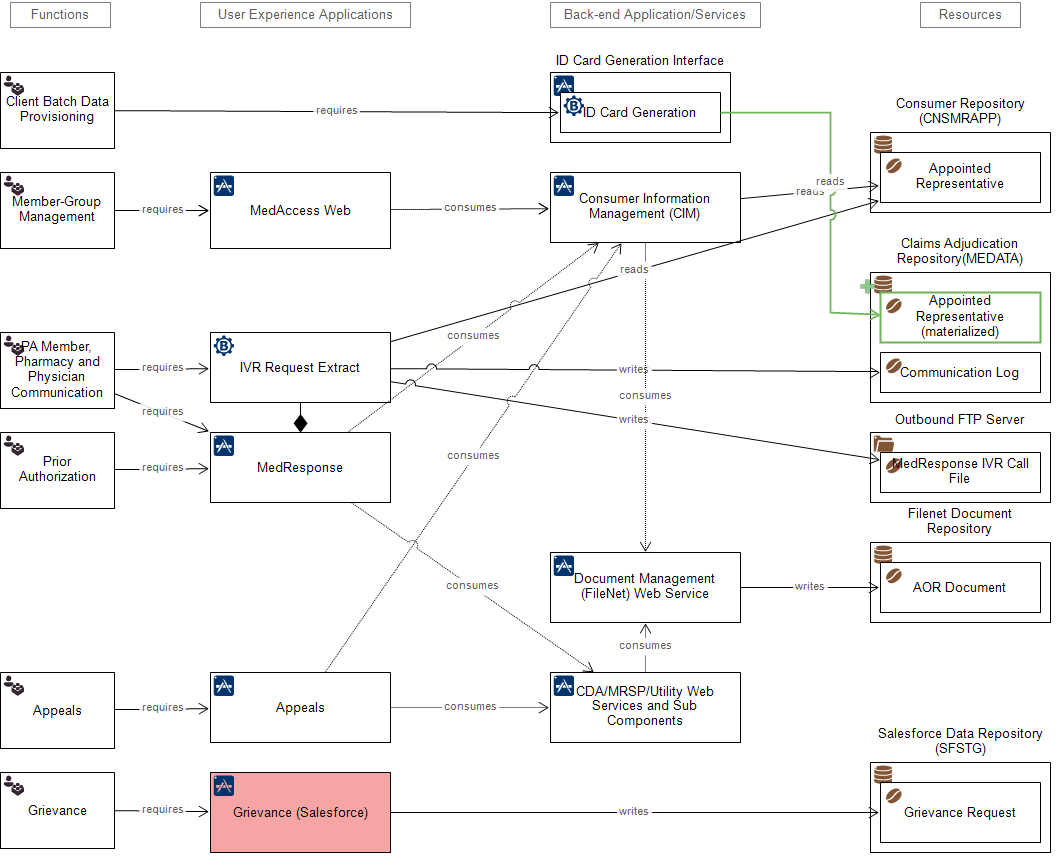 Functions
User Experience Applications
Back-end Application/Services
Resources
ID Card Generation Interface
Client Batch Data
Provisioning
requires
ID Card Generation
Consumer Repository
(CNSMRAPP)
Appointed
Representative
reads
reads
Member-Group
Management
requires
MedAccess Web
consumes
Consumer Information
Management (CIM)
Claims Adjudication
Repository(MEDATA)
Appointed
Representative
(materialized)
reads
consumes
PA Member,
Pharmacy and
Physician
Communication
requires
IVR Request Extract
writes
Communication Log
consumes
requires
writes
Outbound FTP Server
MedResponse IVR Call
File
Prior
Authorization
requires
MedResponse
consumes
Filenet Document
Repository
consumes
Document Management
(FileNet) Web Service
writes
AOR Document
consumes
Appeals
requires
Appeals
consumes
CDA/MRSP/Utility Web
Services and Sub
Components
Salesforce Data Repository
(SFSTG)
Grievance
requires
Grievance (Salesforce)
writes
Grievance Request